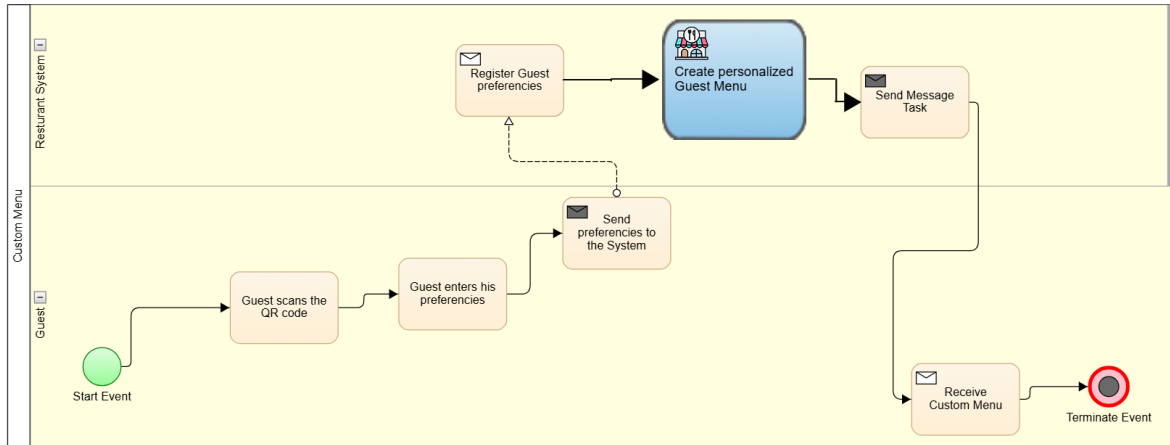 Custom Menu
Resturant System
Register Guest
preferencies
Create personalized
Guest Menu
Send Message
Task
Guest
Start Event
Guest scans the
QR code
Guest enters his
preferencies
Send
preferencies to
the System
Receive
Custom Menu
Terminate Event